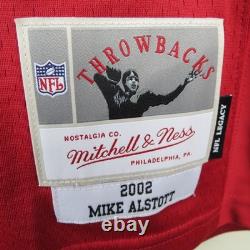 THROWBACKS
NFL
NOSTALGIA CO.
Mitchell & Ness
PHILADELPHIA, PA.
NFL LEGACY
2002
MIKE ALSTOTT